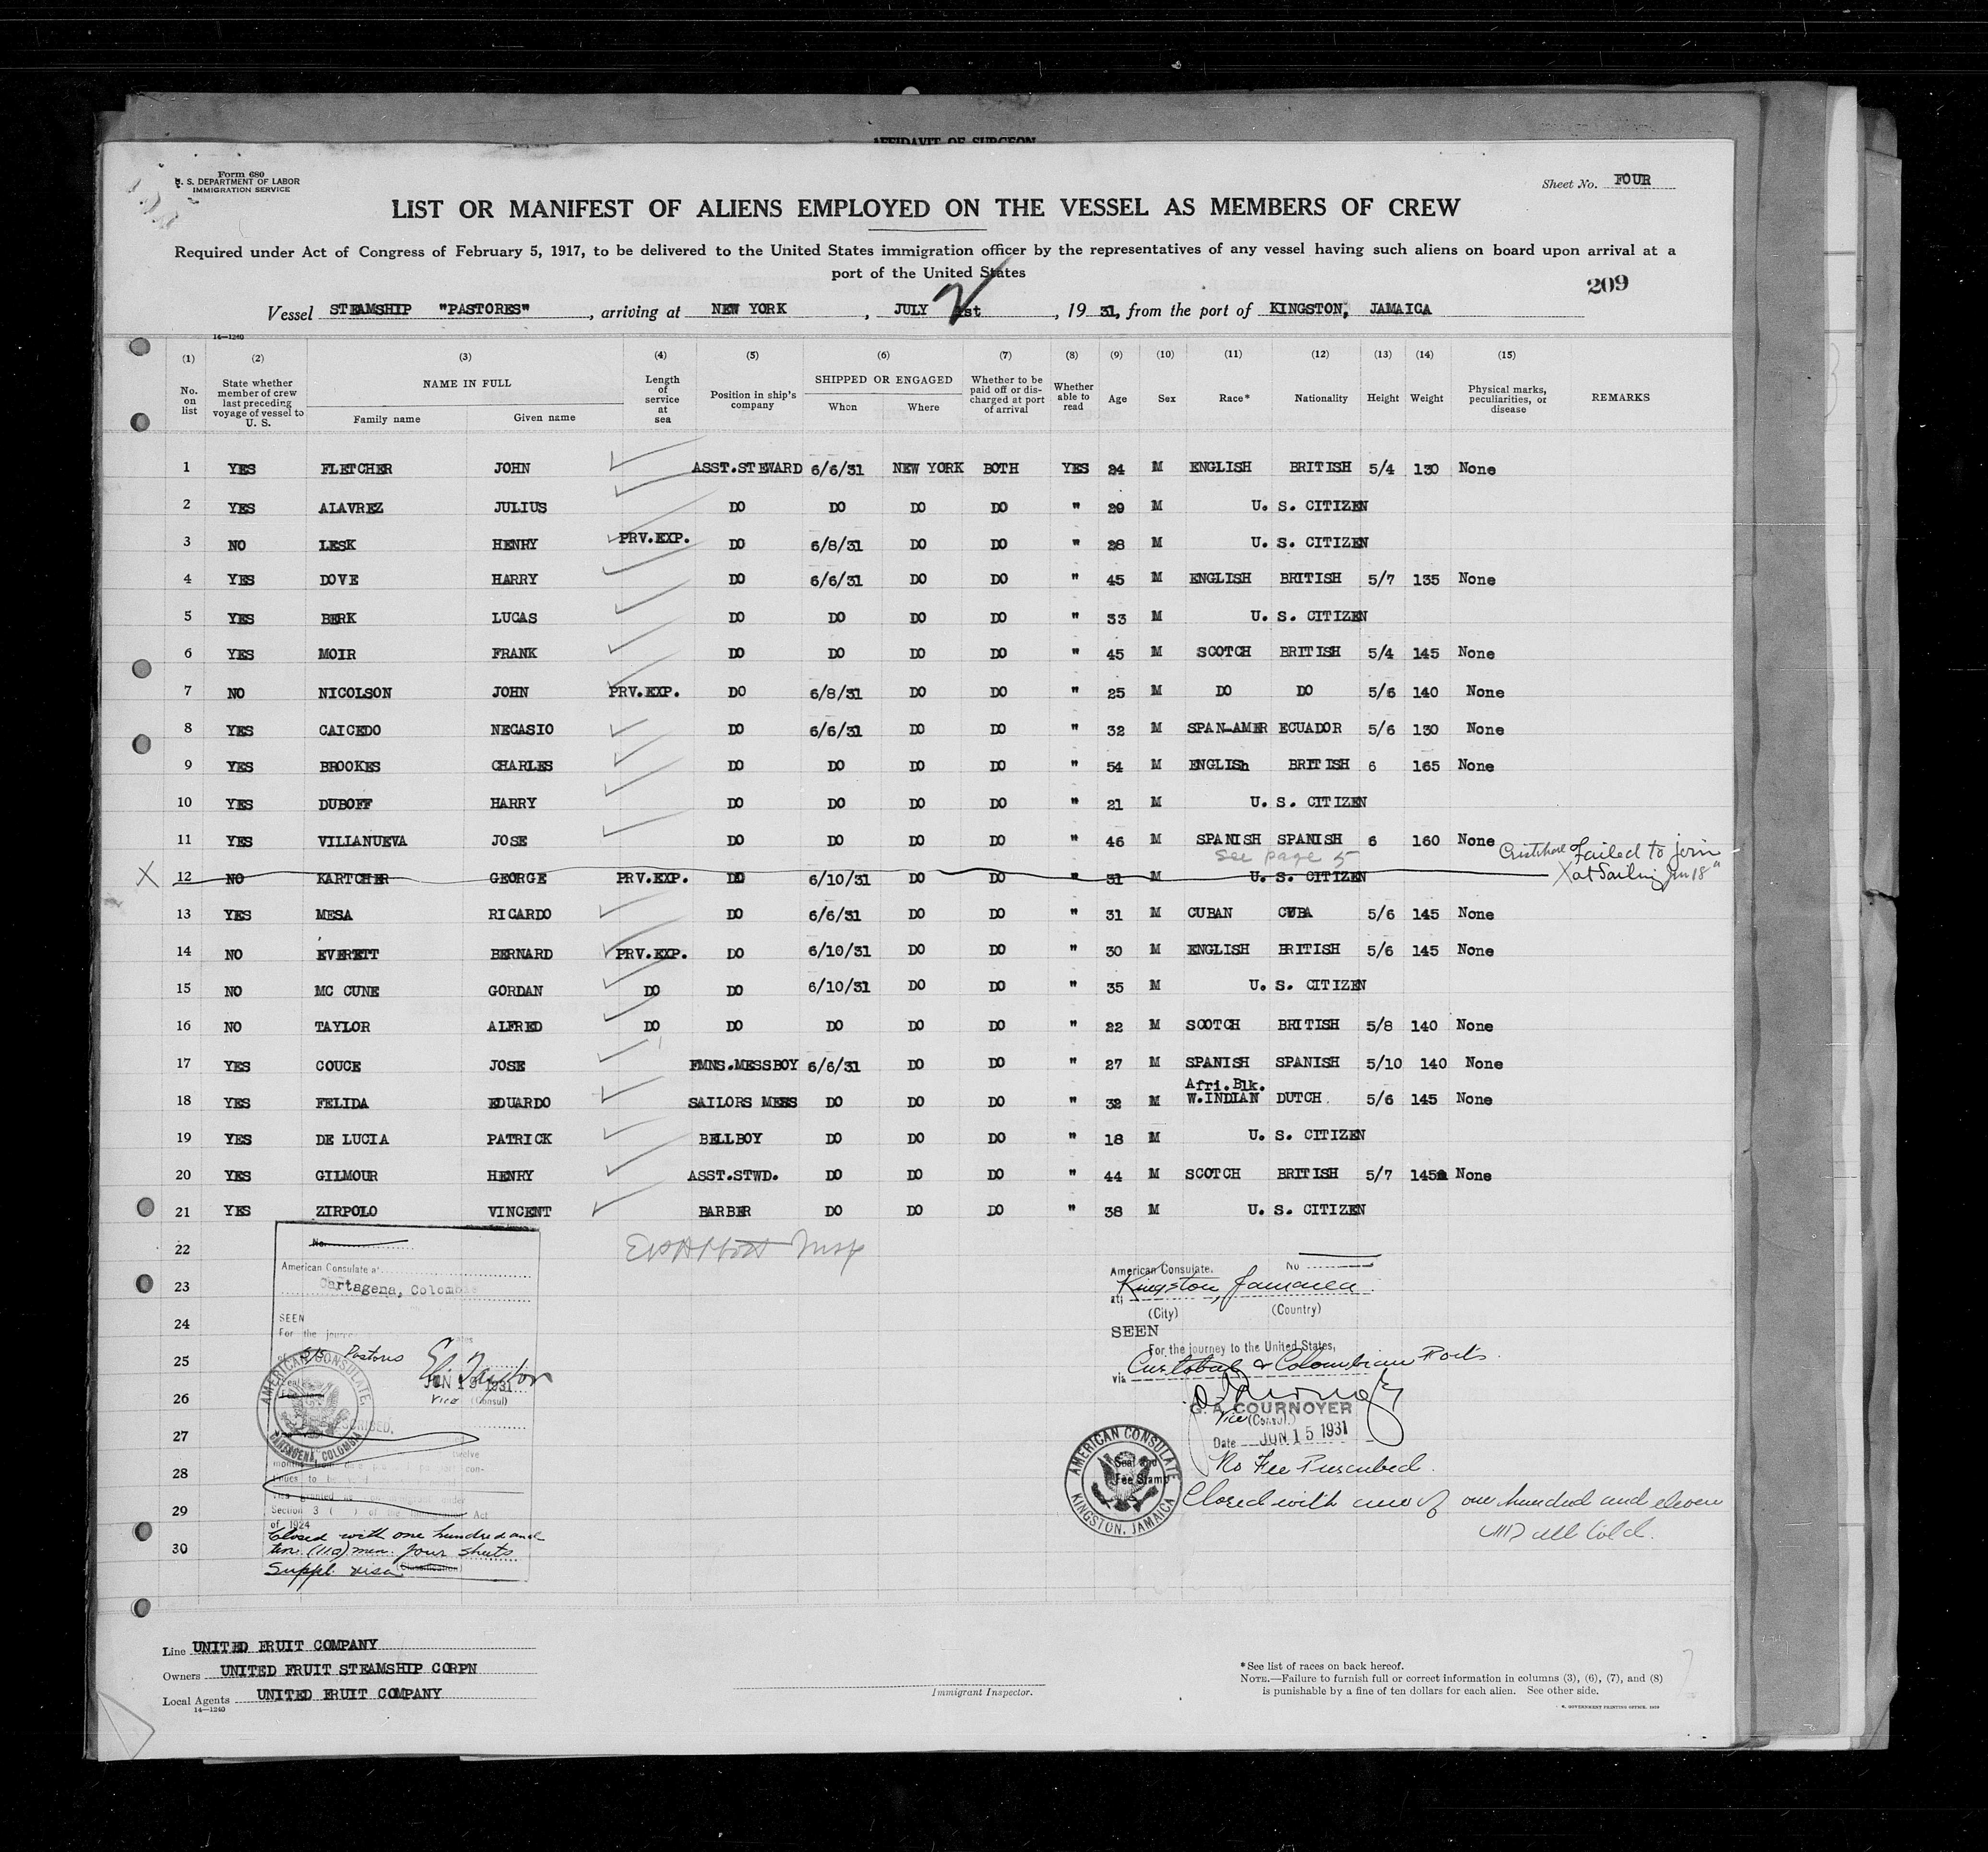 AFFIDAVIT OF SURGEON
Form 680
U. S. DEPARTMENT OF LABOR
IMMIGRATION SERVICE
Sheet No. FOUR
LIST OR MANIFEST OF ALIENS EMPLOYED ON THE VESSEL AS MEMBERS OF CREW
Required under Act of Congress of February 5, 1917, to be delivered to the United States immigration officer by the representatives of any vessel having such aliens on board upon arrival at a
port of the United States
209
Vessel STEAMSHIP "PASTORES", arriving at NEW YORK, JULY 1st, 1931, from the port of KINGSTON, JAMAICA
14—1240
(1) (2) (3) (4) (5) (6) (7) (8) (9) (10) (11) (12) (13) (14) (15)
No. on list
State whether member of crew last preceding voyage of vessel to U. S.
NAME IN FULL
Family name Given name
Length of service at sea
Position in ship's company
SHIPPED OR ENGAGED
When Where
Whether to be paid off or discharged at port of arrival
Whether able to read
Age Sex Race* Nationality Height Weight
Physical marks, peculiarities, or disease
REMARKS
1 YES FLETCHER JOHN ASST.STEWARD 6/6/31 NEW YORK BOTH YES 24 M ENGLISH BRITISH 5/4 130 None
2 YES ALAVREZ JULIUS DO DO DO DO " 29 M U. S. CITIZEN
3 NO LESK HENRY PRV.EXP. DO 6/8/31 DO DO " 28 M U. S. CITIZEN
4 YES DOVE HARRY DO 6/6/31 DO DO " 45 M ENGLISH BRITISH 5/7 135 None
5 YES BERK LUCAS DO DO DO DO " 33 M U. S. CITIZEN
6 YES MOIR FRANK DO DO DO DO " 45 M SCOTCH BRITISH 5/4 145 None
7 NO NICOLSON JOHN PRV.EXP. DO 6/8/31 DO DO " 25 M DO DO 5/6 140 None
8 YES CAICEDO NECASIO DO 6/6/31 DO DO " 32 M SPAN-AMER ECUADOR 5/6 130 None
9 YES BROOKES CHARLES DO DO DO DO " 54 M ENGLISh BRITISH 6 165 None
10 YES DUBOFF HARRY DO DO DO DO " 21 M U. S. CITIZEN
11 YES VILLANUEVA JOSE DO DO DO DO " 46 M SPANISH SPANISH 6 160 None
see page 5
Cristobal Failed to join
X 12 NO KARTCHER GEORGE PRV.EXP. DO 6/10/31 DO DO " 31 M U. S. CITIZEN X at Sailing Jun 18"
13 YES MESA RICARDO DO 6/6/31 DO DO " 31 M CUBAN CUBA 5/6 145 None
14 NO EVERETT BERNARD PRV.EXP. DO 6/10/31 DO DO " 30 M ENGLISH BRITISH 5/6 145 None
15 NO MC CUNE GORDAN DO DO 6/10/31 DO DO " 35 M U. S. CITIZEN
16 NO TAYLOR ALFRED DO DO DO DO DO " 22 M SCOTCH BRITISH 5/8 140 None
17 YES COUCE JOSE FMNS.MESSBOY 6/6/31 DO DO " 27 M SPANISH SPANISH 5/10 140 None
Afri.Blk.
18 YES FELIDA EDUARDO SAILORS MESS DO DO DO " 32 M W.INDIAN DUTCH 5/6 145 None
19 YES DE LUCIA PATRICK BELLBOY DO DO DO " 18 M U. S. CITIZEN
20 YES GILMOUR HENRY ASST.STWD. DO DO DO " 44 M SCOTCH BRITISH 5/7 145 None
21 YES ZIRPOLO VINCENT BARBER DO DO DO " 38 M U. S. CITIZEN
22
23
24
25
26
27
28
29
30
No.
American Consulate at
Cartagena, Colombia
SEEN
For the journey
S/S Pastores
JUN 19 1931
Vice (Consul)
AMERICAN CONSULATE
CARTAGENA, COLOMBIA
Section 3 ( ) of the Act
of 1924
Closed with one hundred and
ten (110) men. four sheets
Suppl. visa (Classification)
American Consulate. No
at Kingston, Jamaica
(City) (Country)
SEEN
For the journey to the United States,
via Cristobal & Colombian Ports.
G. A. COURNOYER
Vice (Consul.)
Date JUN 15 1931
AMERICAN CONSULATE
KINGSTON, JAMAICA
Seal and
Fee Stamp
No Fee Prescribed.
Closed with crew of one hundred and eleven
(111) all told.
Line UNITED FRUIT COMPANY
Owners UNITED FRUIT STEAMSHIP CORPN
Local Agents UNITED FRUIT COMPANY
14—1240
Immigrant Inspector.
*See list of races on back hereof.
NOTE.—Failure to furnish full or correct information in columns (3), (6), (7), and (8)
is punishable by a fine of ten dollars for each alien. See other side.